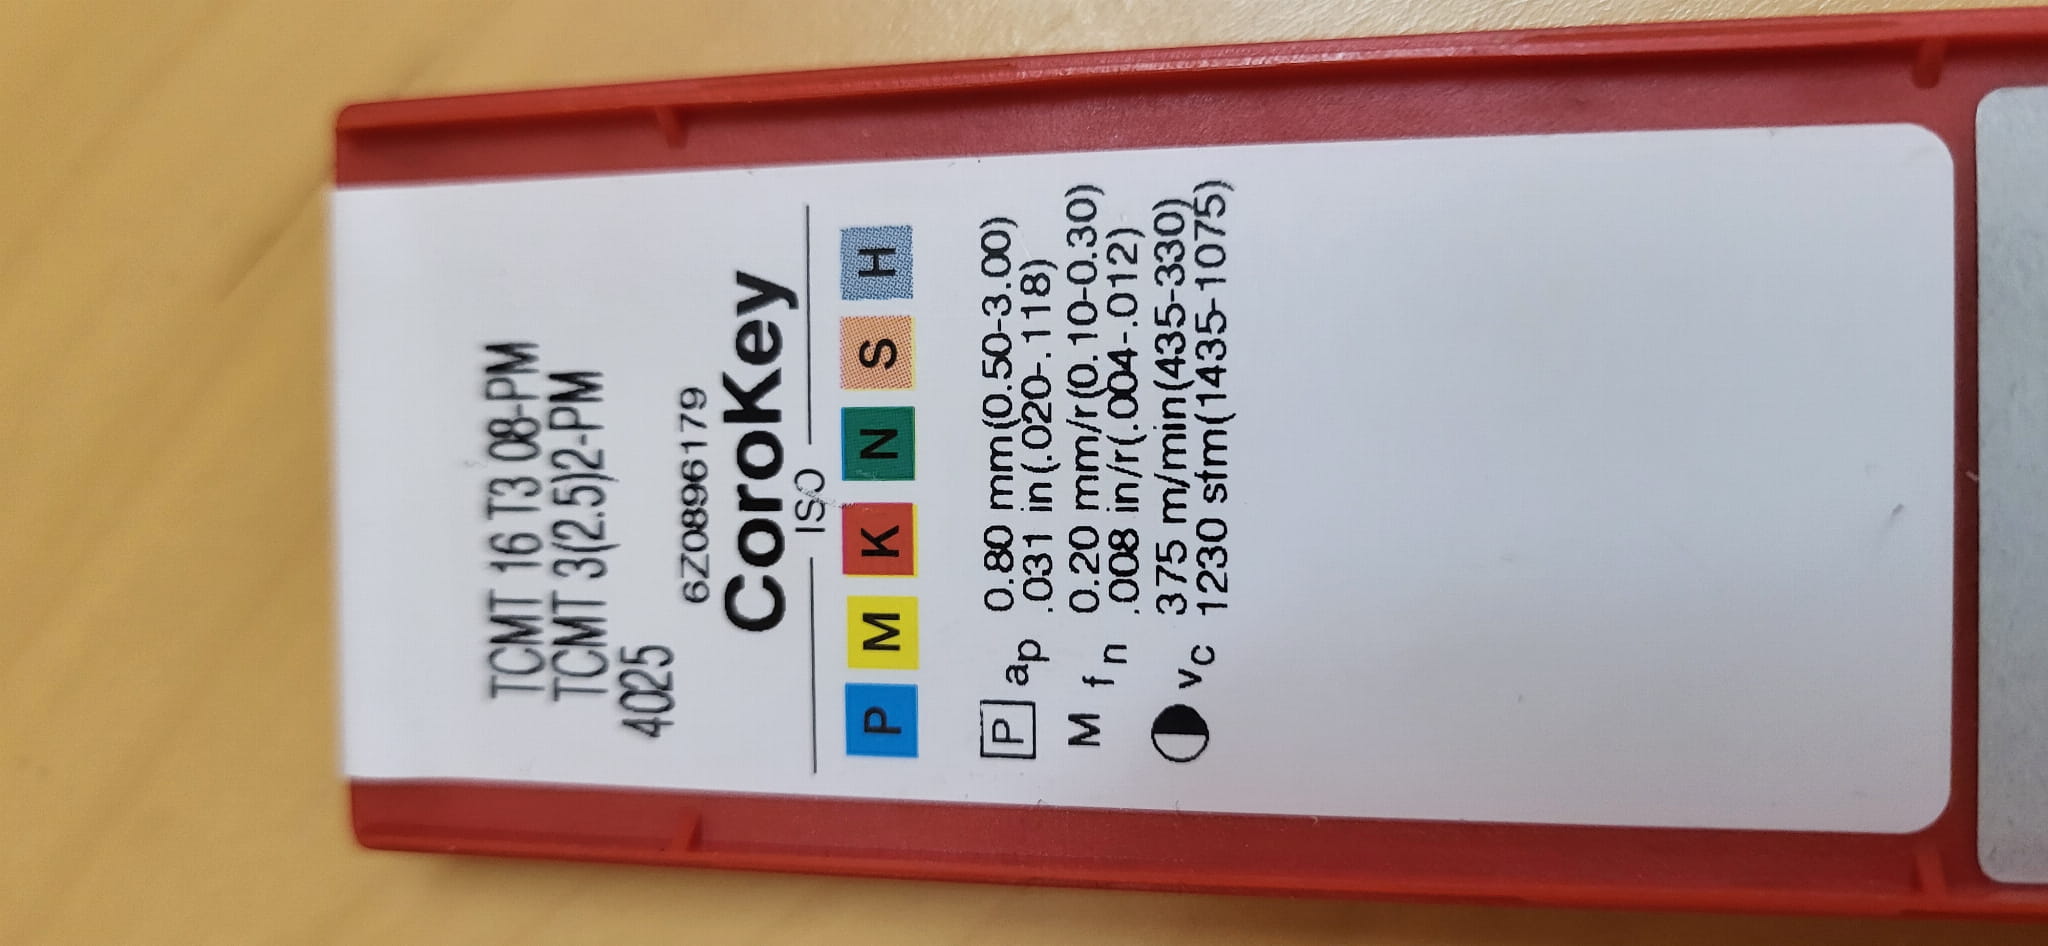 TCMT 16 T3 08-PM
TCMT 3(2.5)2-PM
4025
6Z0896179
CoroKey
ISO
P M K N S H
P ap 0.80 mm(0.50-3.00)
.031 in(.020-.118)
M fn 0.20 mm/r(0.10-0.30)
.008 in/r(.004-.012)
vc 375 m/min(435-330)
1230 sfm(1435-1075)